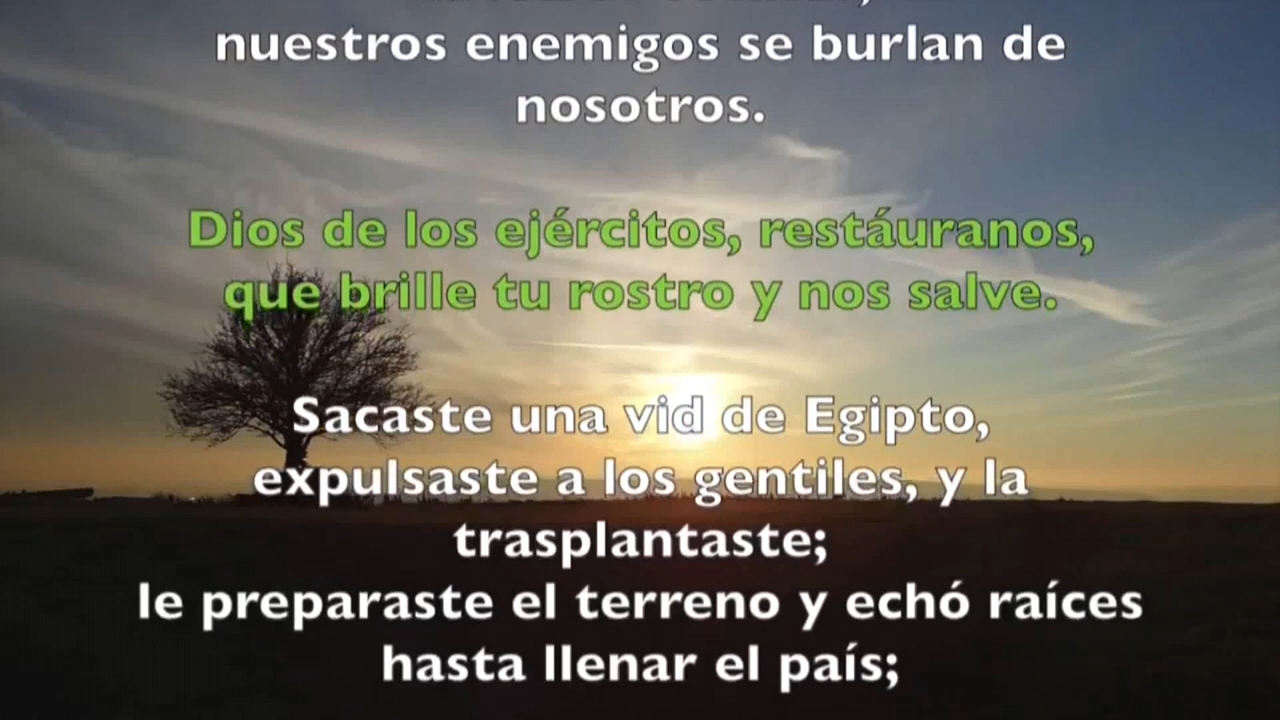 nuestros enemigos se burlan de
nosotros.
Dios de los ejércitos, restáuranos,
que brille tu rostro y nos salve.
Sacaste una vid de Egipto,
expulsaste a los gentiles, y la
trasplantaste;
le preparaste el terreno y echó raíces
hasta llenar el país;